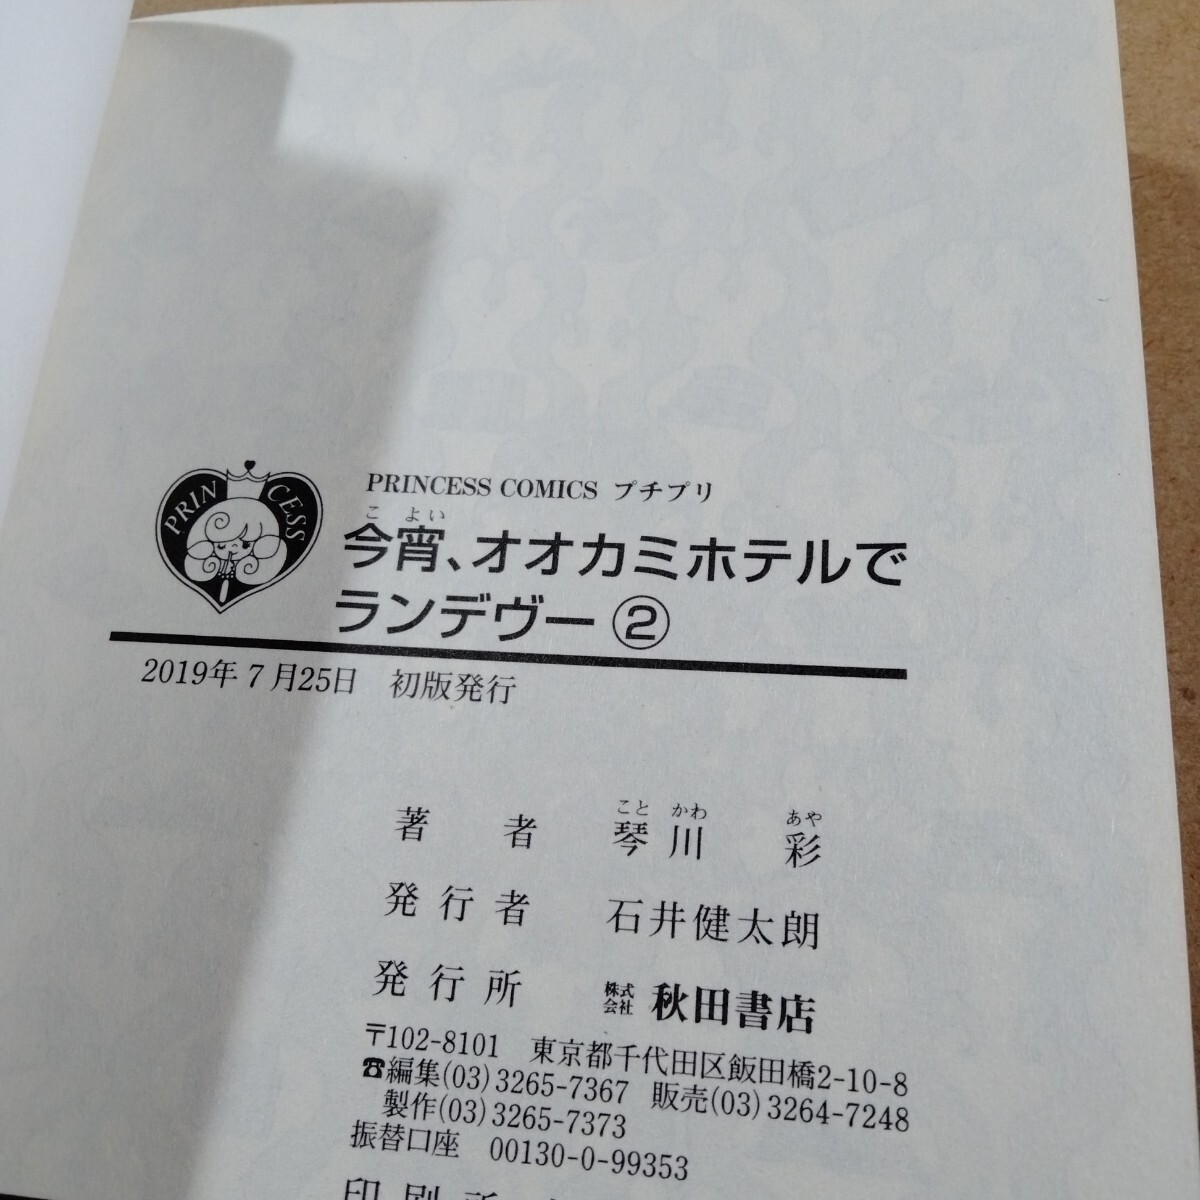 PRINCESS
PRINCESS COMICS プチプリ
こよい
今宵、オオカミホテルで
ランデヴー②
2019年7月25日 初版発行
こと かわ あや
著者 琴川 彩
発行者 石井健太朗
発行所 株式会社 秋田書店
〒102-8101 東京都千代田区飯田橋2-10-8
☎編集(03)3265-7367 販売(03)3264-7248
製作(03)3265-7373
振替口座 00130-0-99353
印刷所